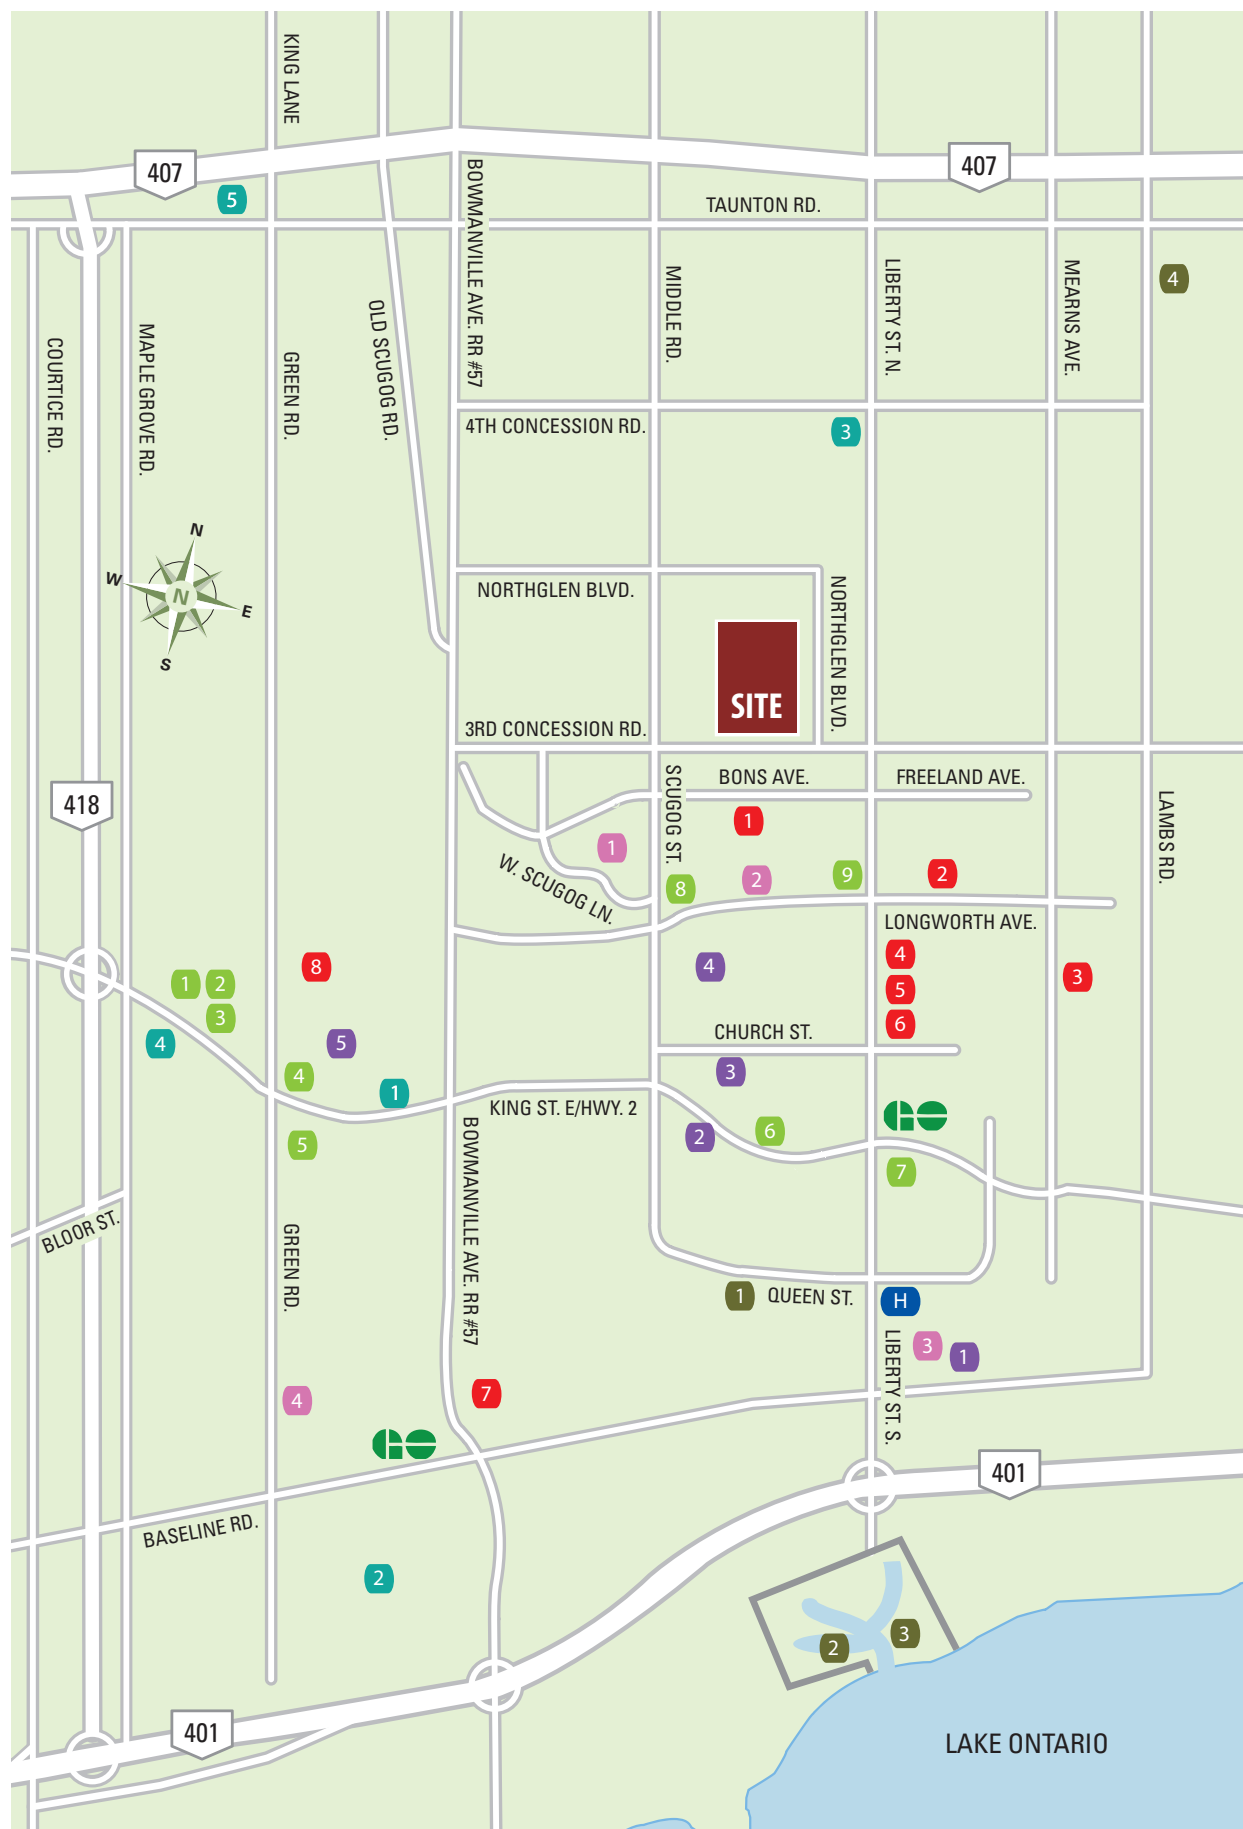 KING LANE
407
407
5
BOWMANVILLE AVE. RR #57
TAUNTON RD.
4
COURTICE RD.
MAPLE GROVE RD.
GREEN RD.
OLD SCUGOG RD.
MIDDLE RD.
LIBERTY ST. N.
MEARNS AVE.
4TH CONCESSION RD.
3
N
W
N
E
S
NORTHGLEN BLVD.
NORTHGLEN BLVD.
SITE
3RD CONCESSION RD.
418
SCUGOG ST.
BONS AVE.
FREELAND AVE.
LAMBS RD.
1
1
W. SCUGOG LN.
8
2
9
2
LONGWORTH AVE.
8
4
4
3
1
2
5
3
6
4
5
CHURCH ST.
4
3
1
KING ST. E/HWY. 2
GO
5
2
6
7
BLOOR ST.
GREEN RD.
BOWMANVILLE AVE. RR #57
1
QUEEN ST.
H
LIBERTY ST. S.
3
1
4
7
GO
401
BASELINE RD.
2
2
3
401
LAKE ONTARIO